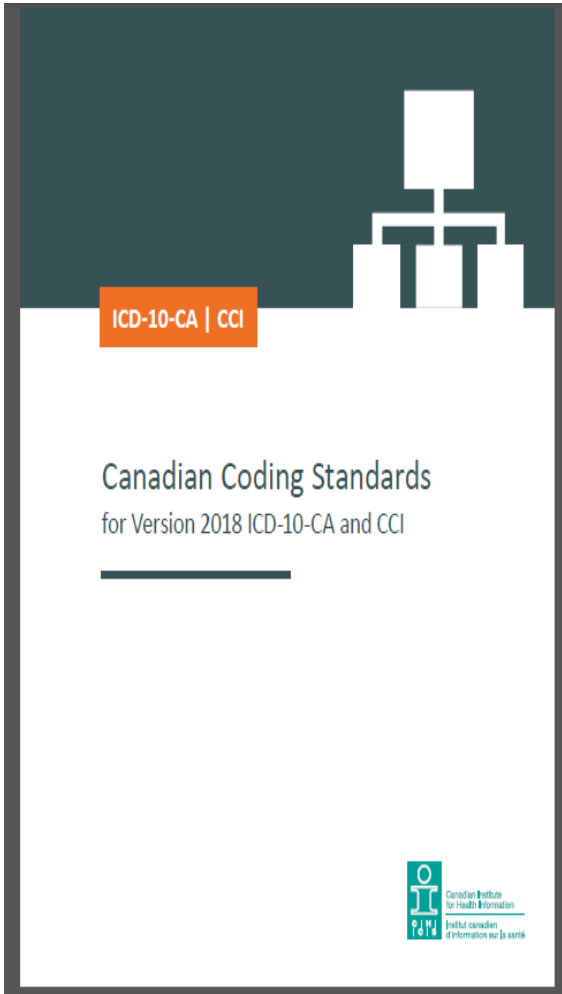 ICD-10-CA | CCI
Canadian Coding Standards
for Version 2018 ICD-10-CA and CCI
Canadian Institute
for Health Information
Institut canadien
d'information sur la santé